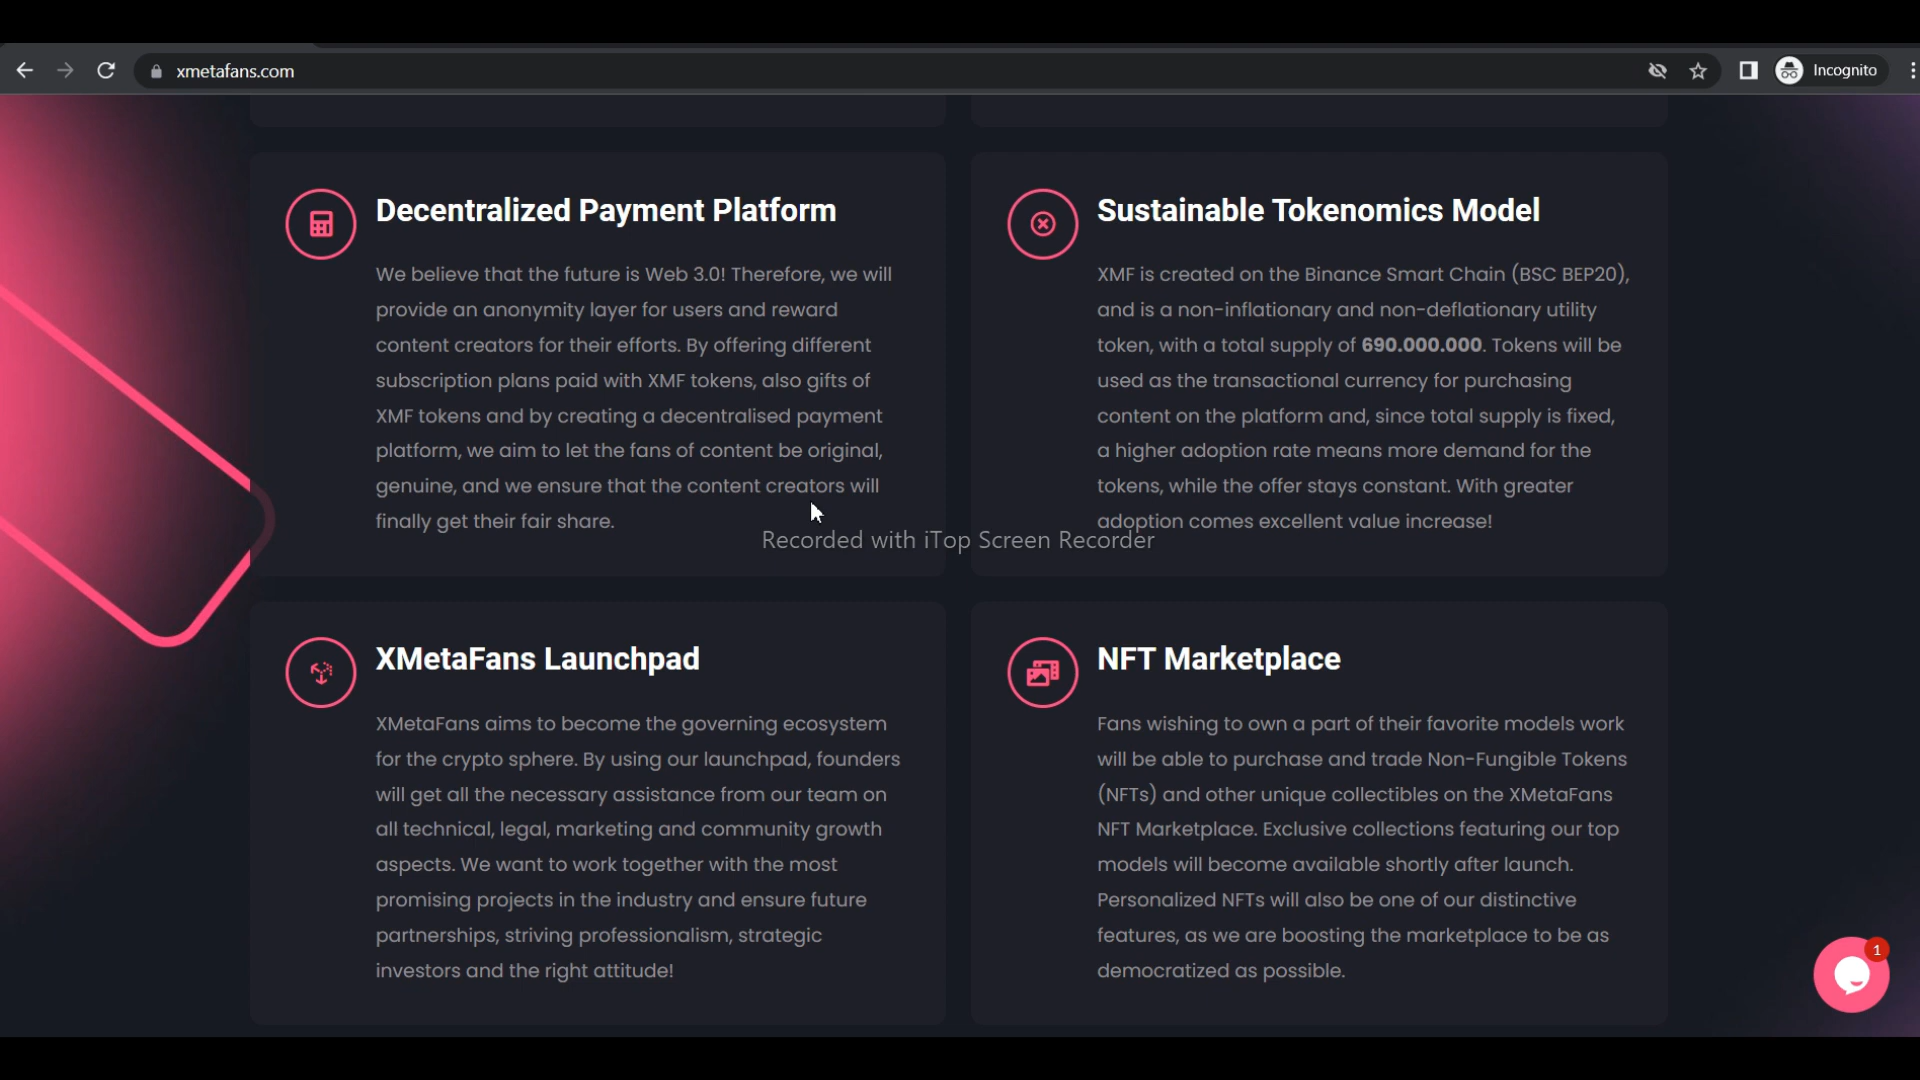 xmetafans.com
Incognito
Decentralized Payment Platform
We believe that the future is Web 3.0! Therefore, we will
provide an anonymity layer for users and reward
content creators for their efforts. By offering different
subscription plans paid with XMF tokens, also gifts of
XMF tokens and by creating a decentralised payment
platform, we aim to let the fans of content be original,
genuine, and we ensure that the content creators will
finally get their fair share.
Sustainable Tokenomics Model
XMF is created on the Binance Smart Chain (BSC BEP20),
and is a non-inflationary and non-deflationary utility
token, with a total supply of 690.000.000. Tokens will be
used as the transactional currency for purchasing
content on the platform and, since total supply is fixed,
a higher adoption rate means more demand for the
tokens, while the offer stays constant. With greater
adoption comes excellent value increase!
Recorded with iTop Screen Recorder
XMetaFans Launchpad
XMetaFans aims to become the governing ecosystem
for the crypto sphere. By using our launchpad, founders
will get all the necessary assistance from our team on
all technical, legal, marketing and community growth
aspects. We want to work together with the most
promising projects in the industry and ensure future
partnerships, striving professionalism, strategic
investors and the right attitude!
NFT Marketplace
Fans wishing to own a part of their favorite models work
will be able to purchase and trade Non-Fungible Tokens
(NFTs) and other unique collectibles on the XMetaFans
NFT Marketplace. Exclusive collections featuring our top
models will become available shortly after launch.
Personalized NFTs will also be one of our distinctive
features, as we are boosting the marketplace to be as
democratized as possible.
1